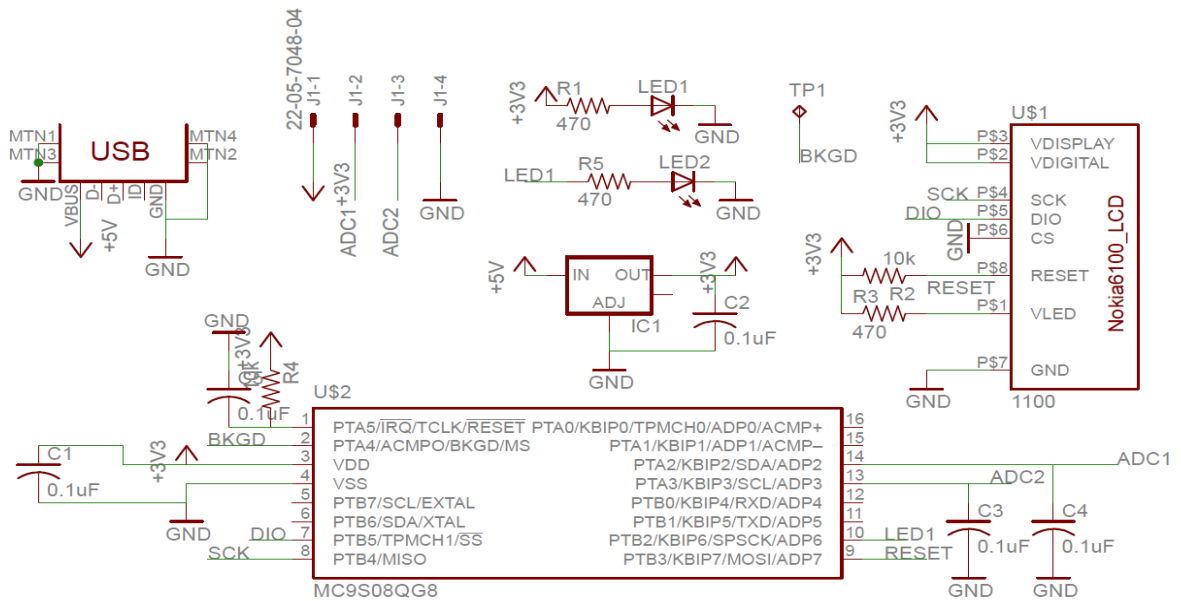 22-05-7048-04
J1-1
J1-2
J1-3
J1-4
+3V3
ADC1
ADC2
GND
MTN1
MTN3
MTN4
MTN2
USB
GND
VBUS
D-
D+
ID
GND
+5V
GND
+3V3
R1
470
LED1
GND
LED1
R5
470
LED2
GND
TP1
BKGD
+5V
IN
OUT
ADJ
IC1
+3V3
C2
0.1uF
GND
U$1
+3V3
P$3 VDISPLAY
P$2 VDIGITAL
SCK P$4 SCK
DIO P$5 DIO
GND P$6 CS
+3V3
10k
P$8 RESET
RESET
R3
R2
P$1 VLED
470
P$7 GND
GND
Nokia6100_LCD
1100
GND
+3V3
10k
R4
0.1uF
U$2
1 PTA5/IRQ/TCLK/RESET PTA0/KBIP0/TPMCH0/ADP0/ACMP+ 16
BKGD 2 PTA4/ACMPO/BKGD/MS PTA1/KBIP1/ADP1/ACMP– 15
3 VDD PTA2/KBIP2/SDA/ADP2 14 ADC1
4 VSS PTA3/KBIP3/SCL/ADP3 13 ADC2
5 PTB7/SCL/EXTAL PTB0/KBIP4/RXD/ADP4 12
6 PTB6/SDA/XTAL PTB1/KBIP5/TXD/ADP5 11
DIO 7 PTB5/TPMCH1/SS PTB2/KBIP6/SPSCK/ADP6 10 LED1
SCK 8 PTB4/MISO PTB3/KBIP7/MOSI/ADP7 9 RESET
MC9S08QG8
C1
0.1uF
+3V3
GND
C3
0.1uF
GND
C4
0.1uF
GND